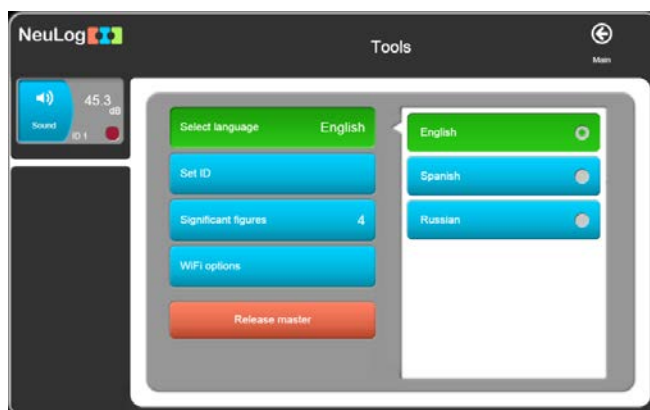 NeuLog
Tools
Main
45.3
dB
Sound
ID 1
Select language English
Set ID
Significant figures 4
WiFi options
Release master
English
Spanish
Russian